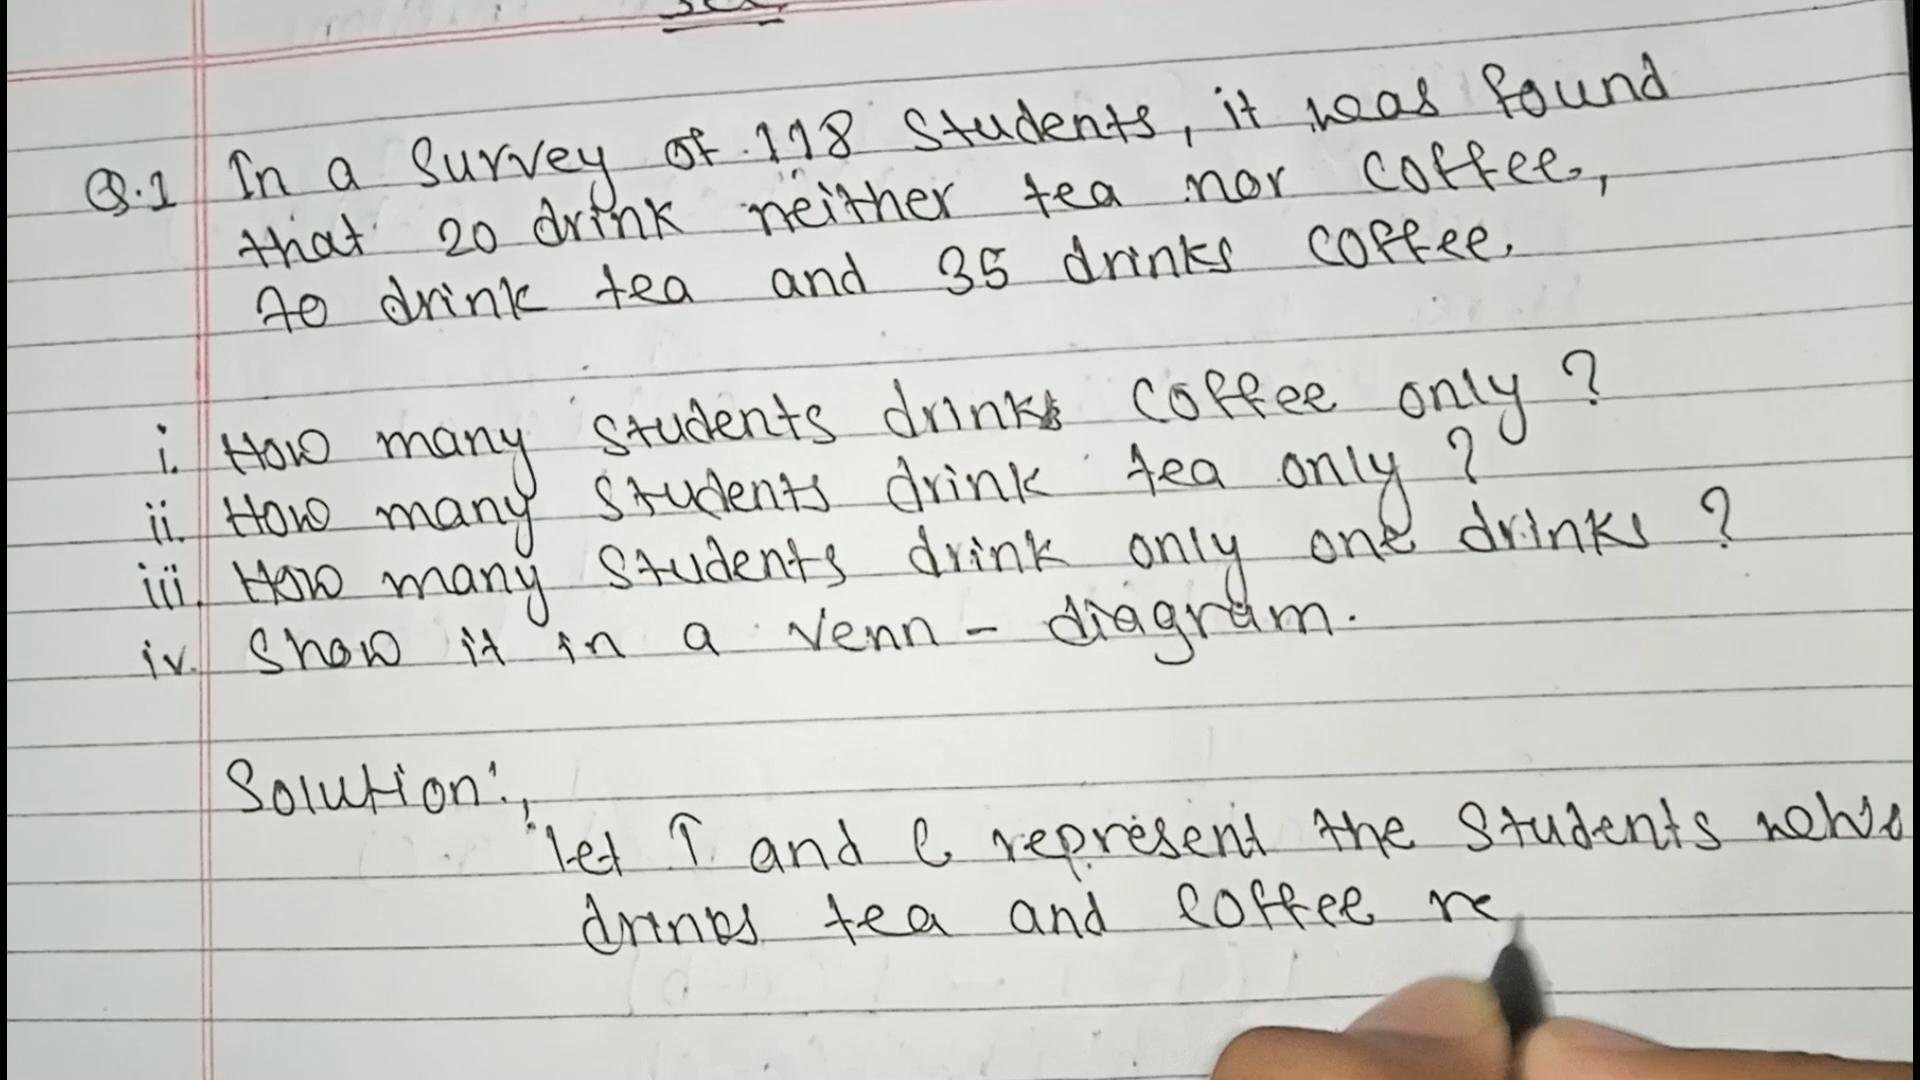 Q.1 In a survey of 118 students, it was found
that 20 drink neither tea nor coffee,
70 drink tea and 35 drinks coffee.
i. How many students drinks coffee only?
ii. How many students drink tea only?
iii. How many students drink only one drinks?
iv. Show it in a Venn-diagram.
Solution:,
let T and C represent the students who
drinks tea and coffee re